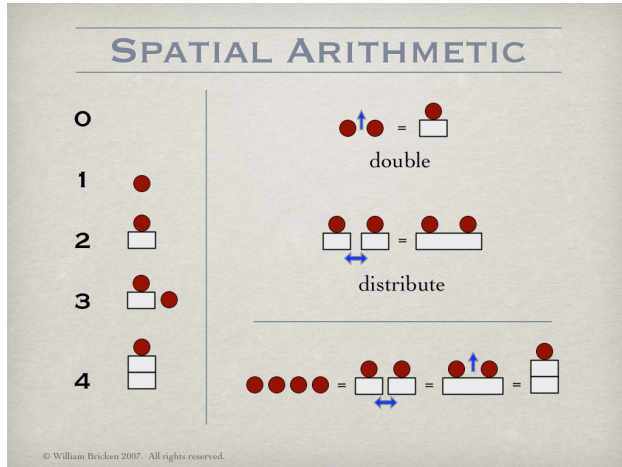 SPATIAL ARITHMETIC
0
1
2
3
4
=
double
=
distribute
= = =
© William Bricken 2007. All rights reserved.